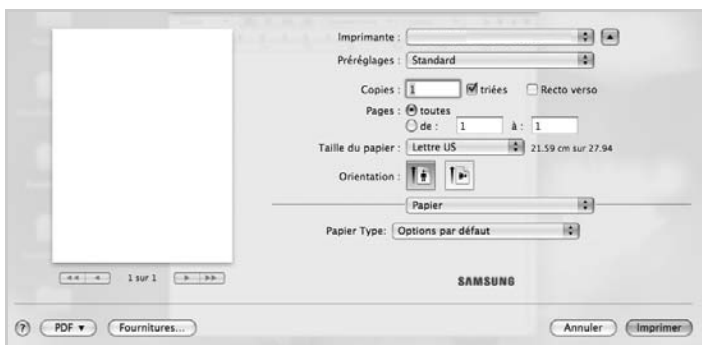 Imprimante :
Préréglages : Standard
Copies : 1 triées Recto verso
Pages : toutes
de : 1 à : 1
Taille du papier : Lettre US 21.59 cm sur 27.94
Orientation :
Papier
Papier Type: Options par défaut
1 sur 1
SAMSUNG
? PDF Fournitures... Annuler Imprimer